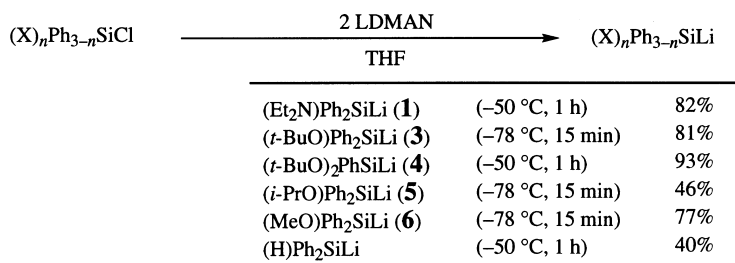 (X)nPh3–nSiCl 2 LDMAN (X)nPh3–nSiLi
THF
(Et2N)Ph2SiLi (1) (–50 °C, 1 h) 82%
(t-BuO)Ph2SiLi (3) (–78 °C, 15 min) 81%
(t-BuO)2PhSiLi (4) (–50 °C, 1 h) 93%
(i-PrO)Ph2SiLi (5) (–78 °C, 15 min) 46%
(MeO)Ph2SiLi (6) (–78 °C, 15 min) 77%
(H)Ph2SiLi (–50 °C, 1 h) 40%